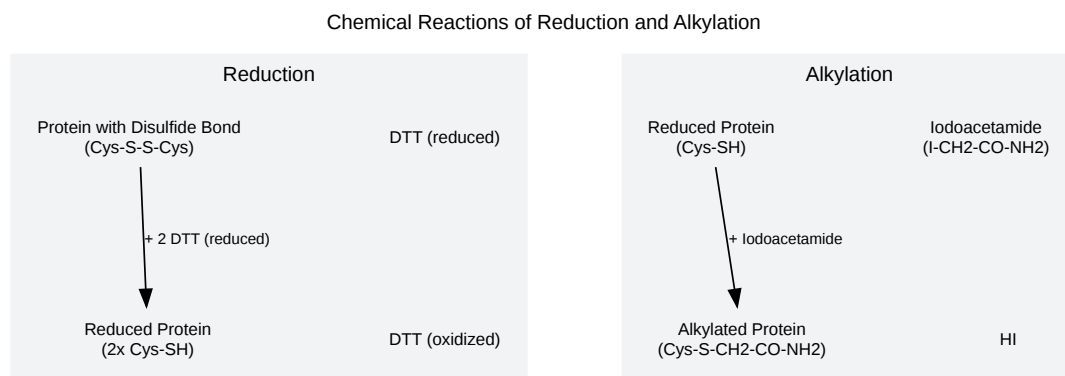 Chemical Reactions of Reduction and Alkylation
Reduction
Protein with Disulfide Bond
(Cys-S-S-Cys)
DTT (reduced)
+ 2 DTT (reduced)
Reduced Protein
(2x Cys-SH)
DTT (oxidized)
Alkylation
Reduced Protein
(Cys-SH)
Iodoacetamide
(I-CH2-CO-NH2)
+ Iodoacetamide
Alkylated Protein
(Cys-S-CH2-CO-NH2)
HI